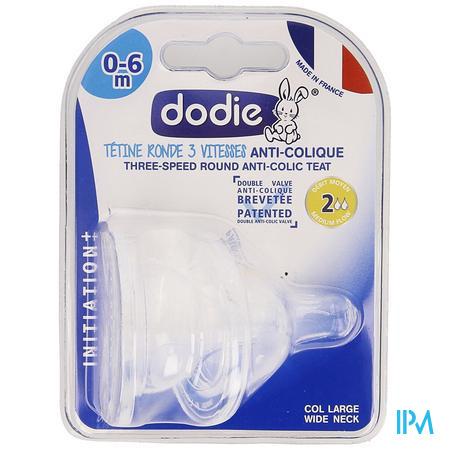 0-6
m
MADE IN FRANCE
dodie®
TÉTINE RONDE 3 VITESSES ANTI-COLIQUE
THREE-SPEED ROUND ANTI-COLIC TEAT
DOUBLE VALVE
ANTI-COLIQUE
BREVETÉE
PATENTED
DOUBLE ANTI-COLIC VALVE
DÉBIT MOYEN
2
MEDIUM FLOW
INITIATION+
COL LARGE
WIDE NECK
IPM